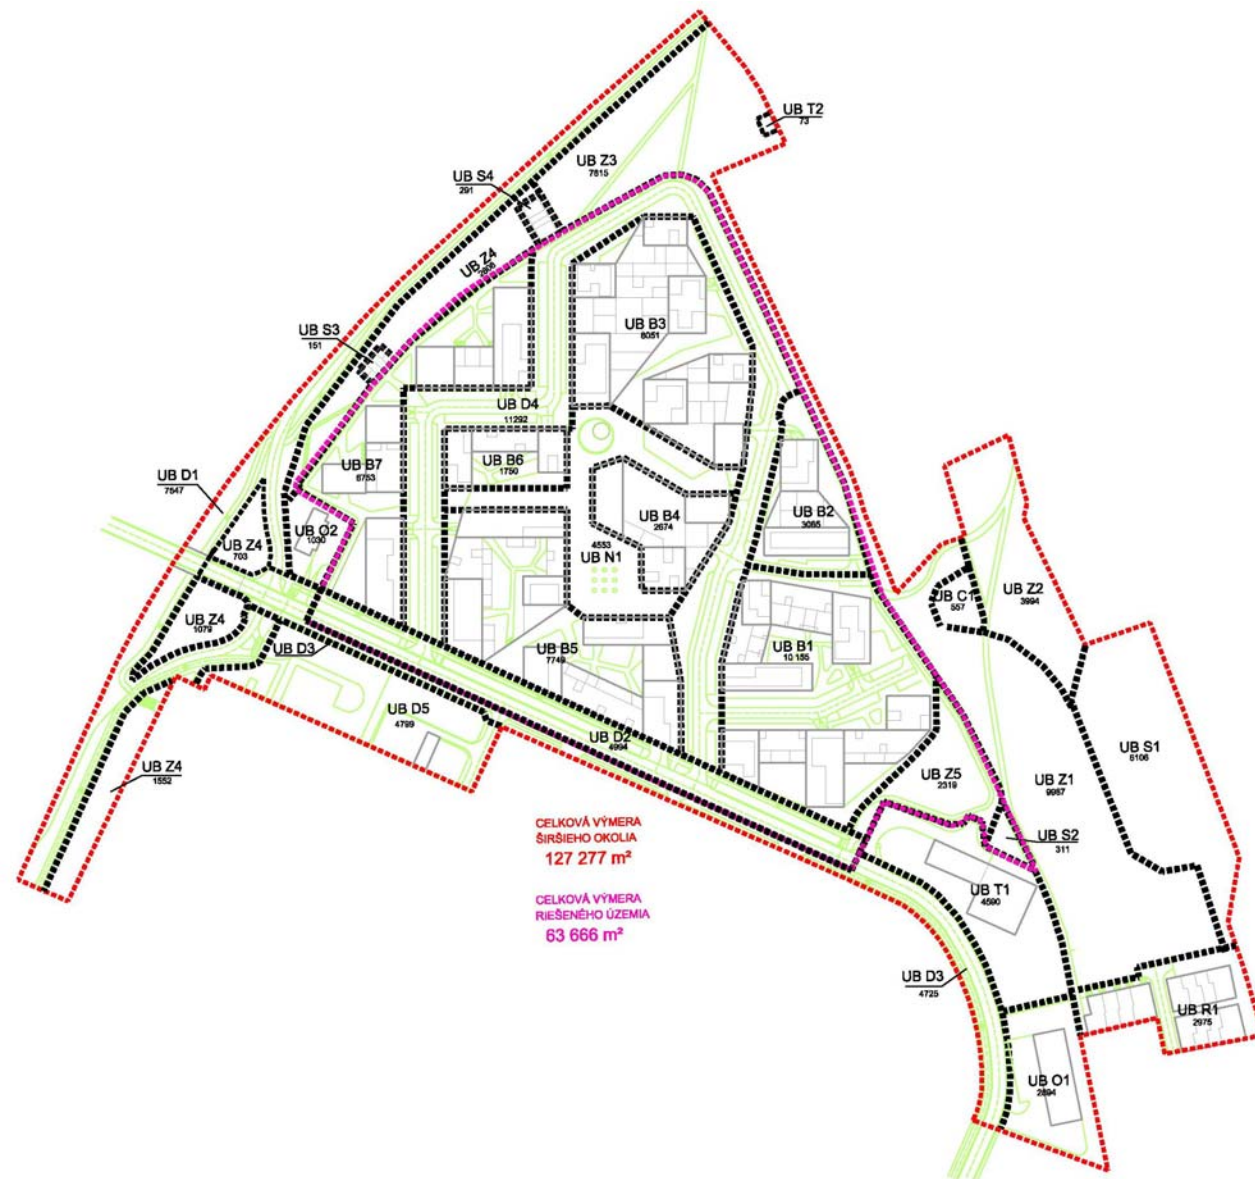 UB T2
73
UB Z3
7615
UB S4
291
UB Z4
2606
UB S3
151
UB B3
8051
UB D4
11292
UB B6
1750
UB B7
6753
UB D1
7547
UB B4
2674
UB B2
3065
UB O2
1030
UB Z4
703
4553
UB N1
UB C1
557
UB Z2
3994
UB Z4
1079
UB D3
UB B5
7749
UB B1
10 155
UB D5
4799
UB D2
4994
UB S1
6106
UB Z4
1552
UB Z5
2319
UB Z1
9987
UB S2
311
CELKOVÁ VÝMERA
ŠIRŠIEHO OKOLIA
127 277 m²
CELKOVÁ VÝMERA
RIEŠENÉHO ÚZEMIA
63 666 m²
UB T1
4590
UB D3
4725
UB R1
2975
UB O1
2894